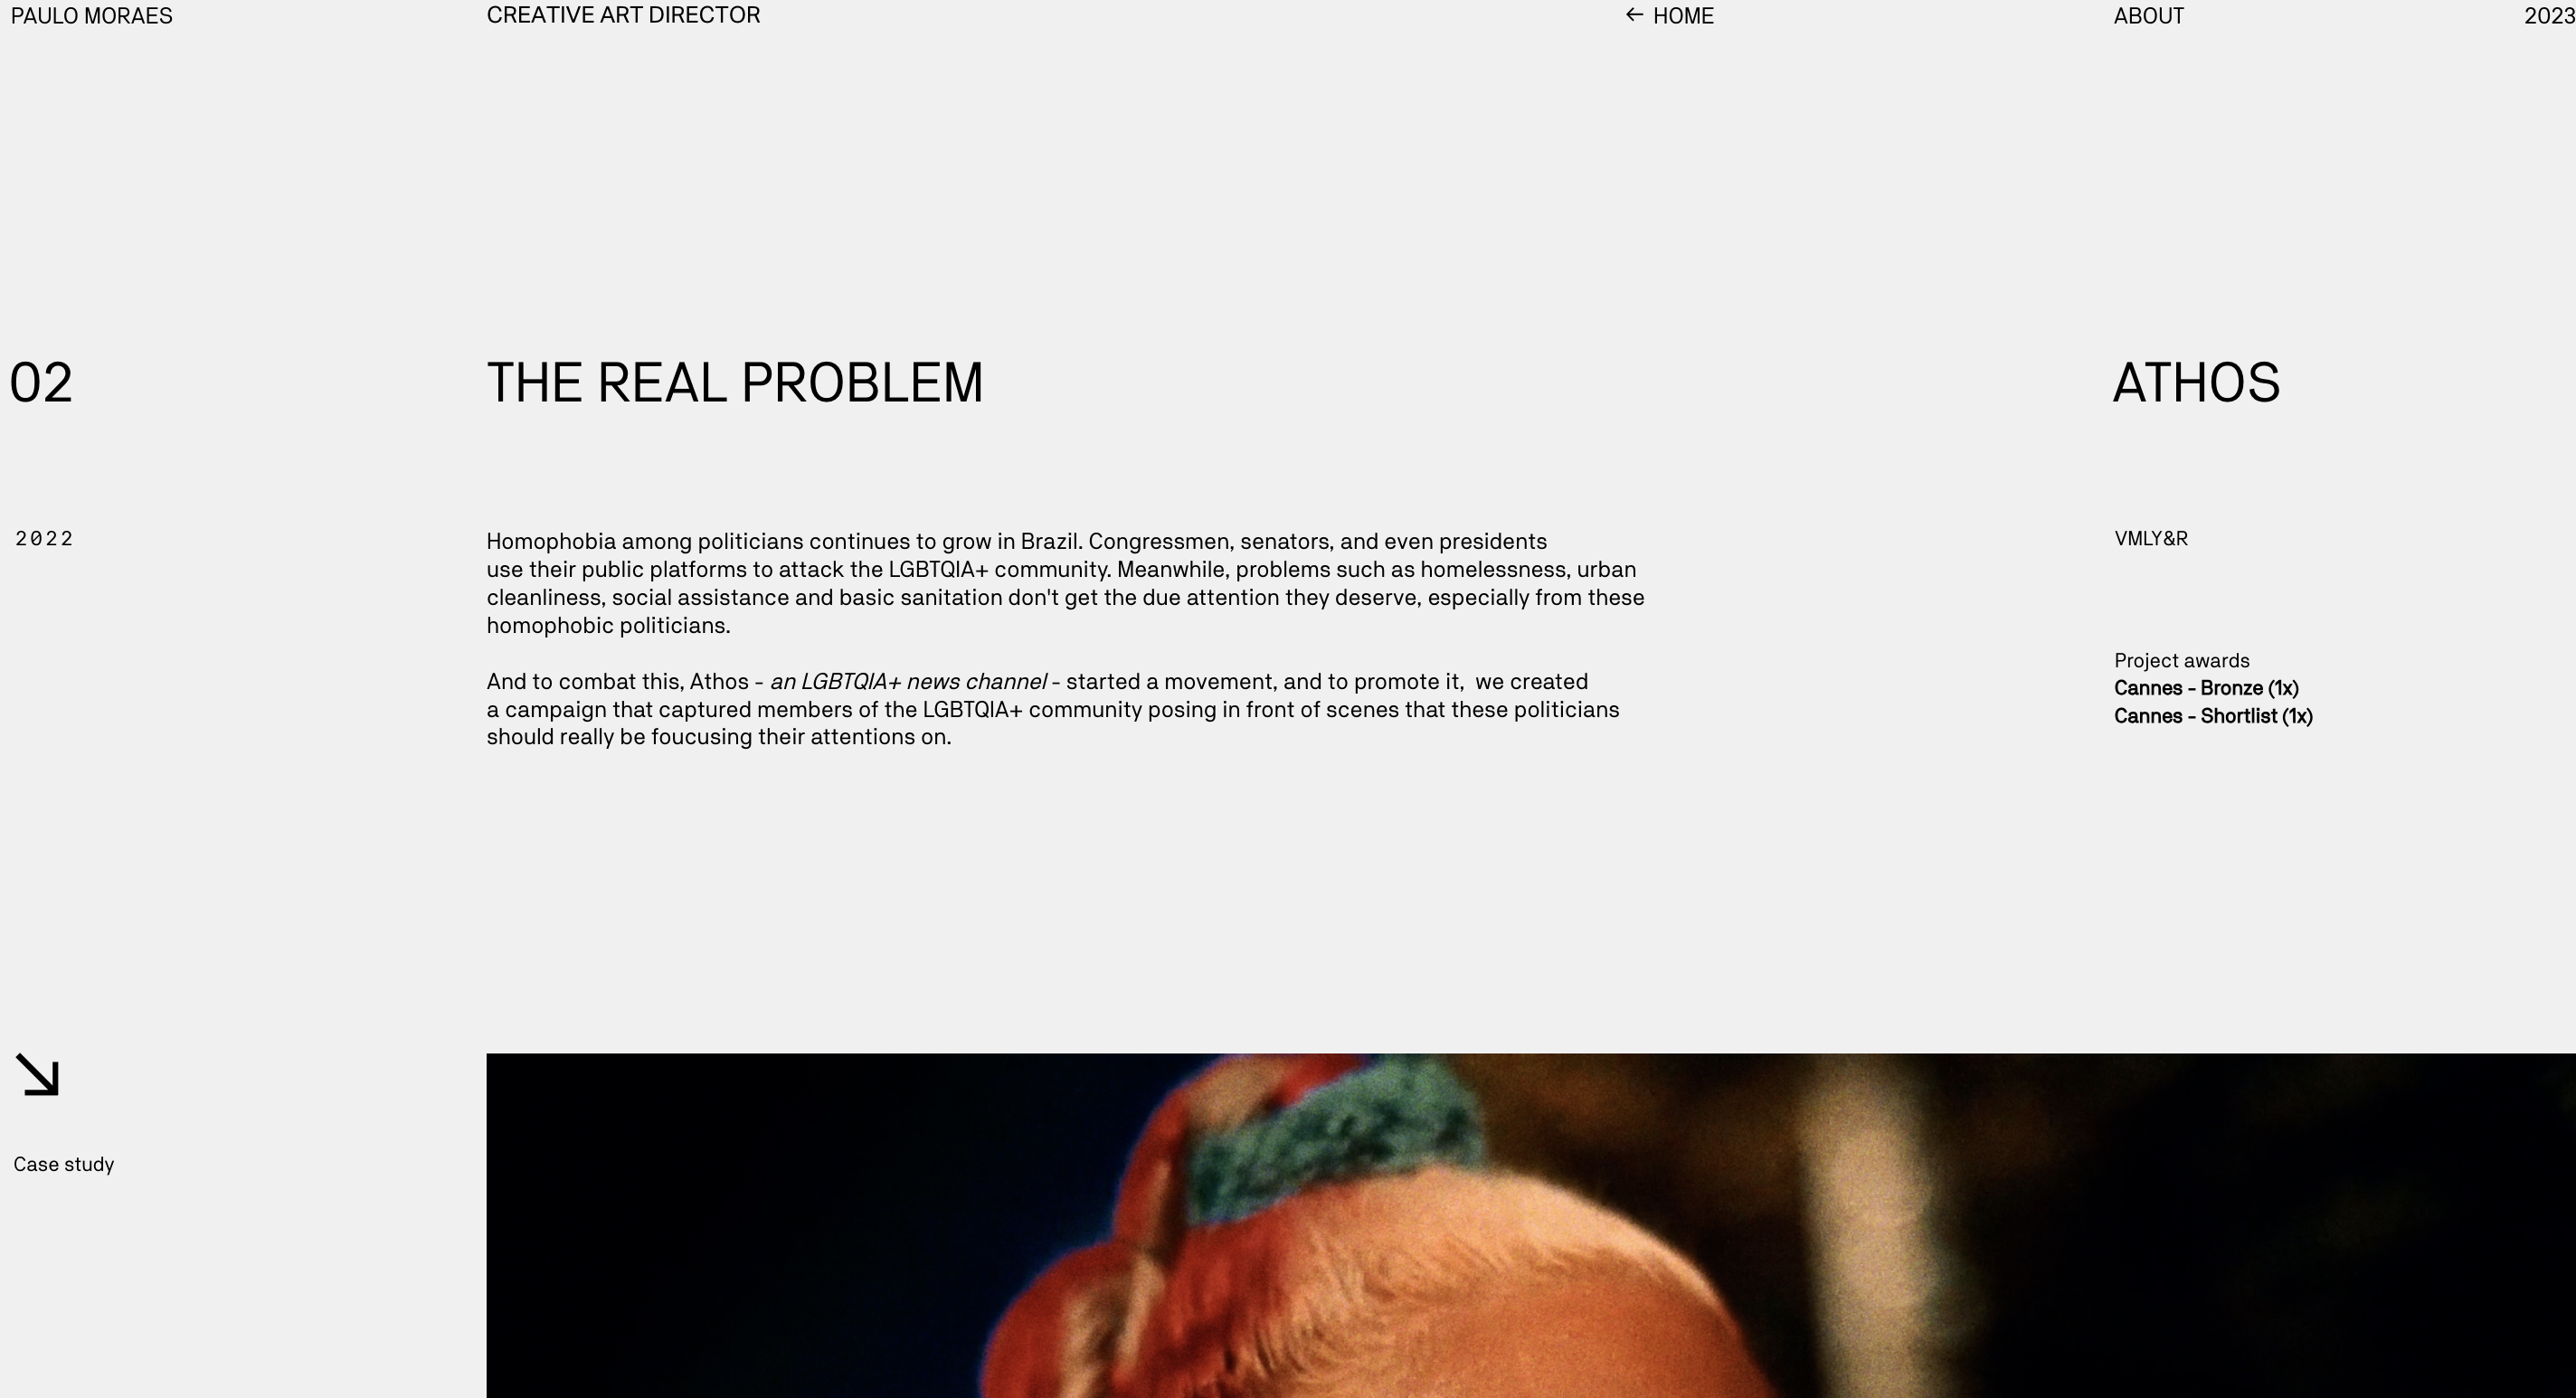 PAULO MORAES
CREATIVE ART DIRECTOR
← HOME
ABOUT
2023
02
THE REAL PROBLEM
ATHOS
2022
Homophobia among politicians continues to grow in Brazil. Congressmen, senators, and even presidents
use their public platforms to attack the LGBTQIA+ community. Meanwhile, problems such as homelessness, urban
cleanliness, social assistance and basic sanitation don't get the due attention they deserve, especially from these
homophobic politicians.
And to combat this, Athos - an LGBTQIA+ news channel - started a movement, and to promote it,  we created
a campaign that captured members of the LGBTQIA+ community posing in front of scenes that these politicians
should really be foucusing their attentions on.
VMLY&R
Project awards
Cannes - Bronze (1x)
Cannes - Shortlist (1x)
Case study